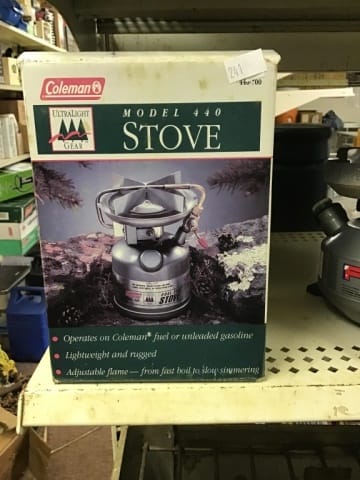 241
Coleman
ULTRALIGHT
GEAR
MODEL 440
STOVE
• Operates on Coleman® fuel or unleaded gasoline
• Lightweight and rugged
• Adjustable flame — from fast boil to slow simmering